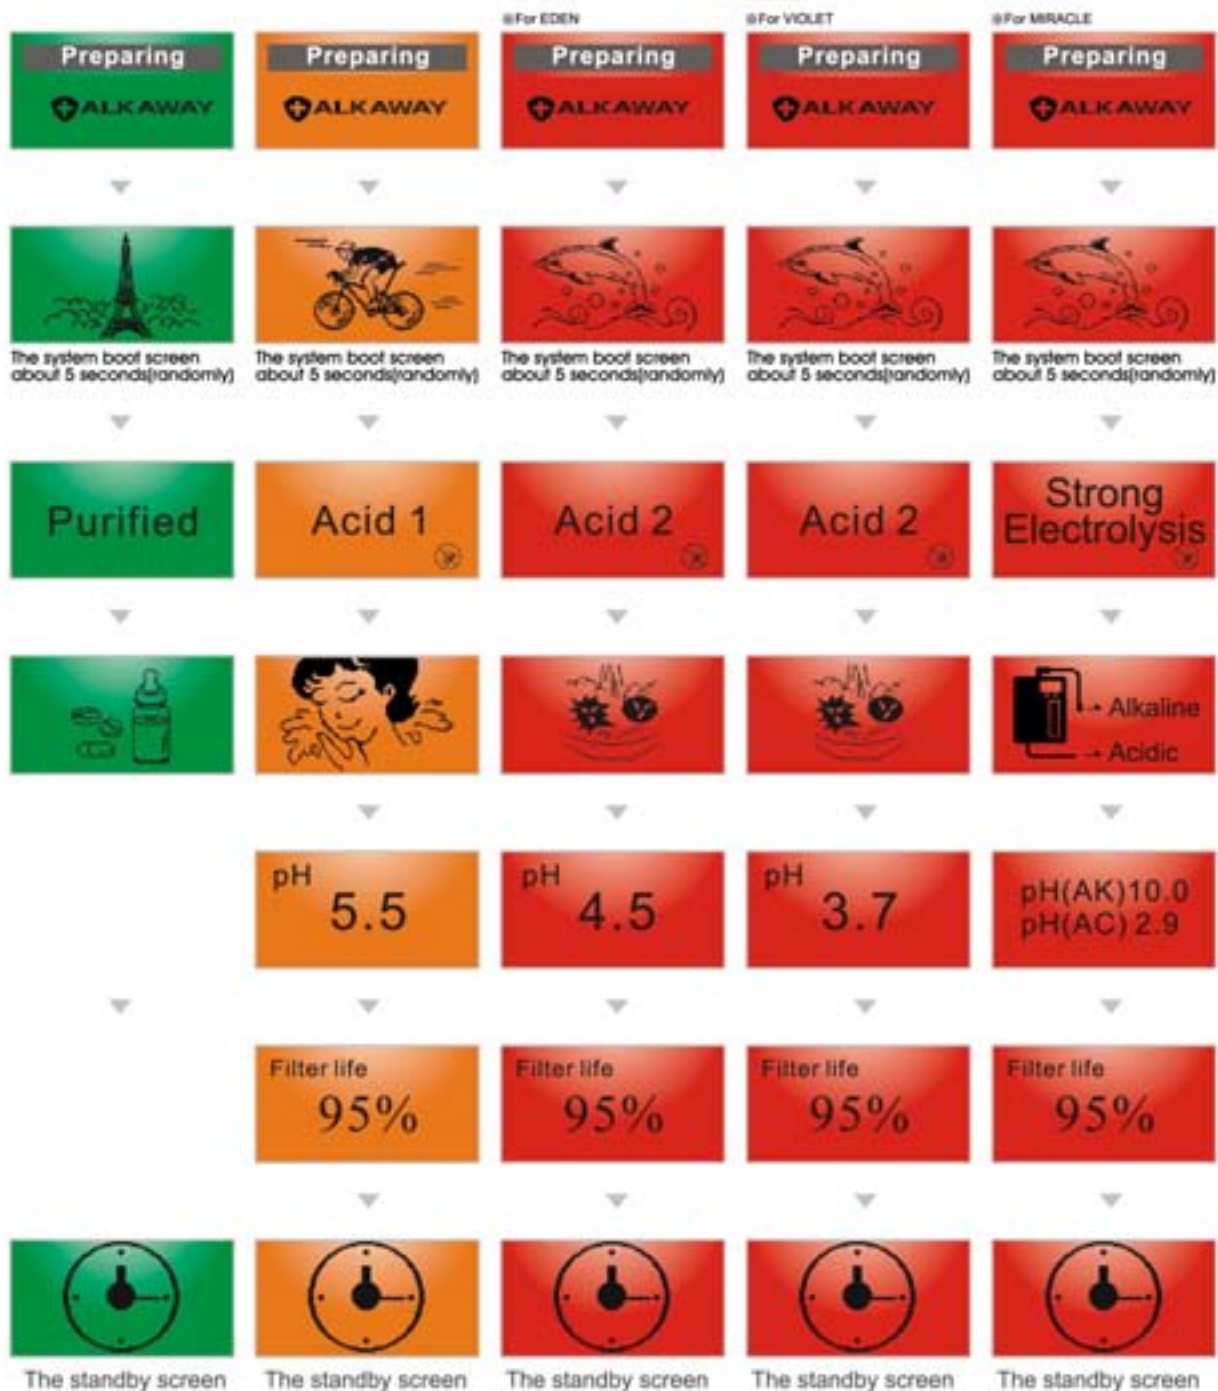 ※For EDEN ※For VIOLET ※For MIRACLE
Preparing Preparing Preparing Preparing Preparing
ALKAWAY ALKAWAY ALKAWAY ALKAWAY ALKAWAY
The system boot screen The system boot screen The system boot screen The system boot screen The system boot screen
about 5 seconds(randomly) about 5 seconds(randomly) about 5 seconds(randomly) about 5 seconds(randomly) about 5 seconds(randomly)
Purified Acid 1 Acid 2 Acid 2 Strong
Electrolysis
Alkaline
Acidic
pH pH pH pH(AK)10.0
5.5 4.5 3.7 pH(AC) 2.9
Filter life Filter life Filter life Filter life
95% 95% 95% 95%
The standby screen The standby screen The standby screen The standby screen The standby screen